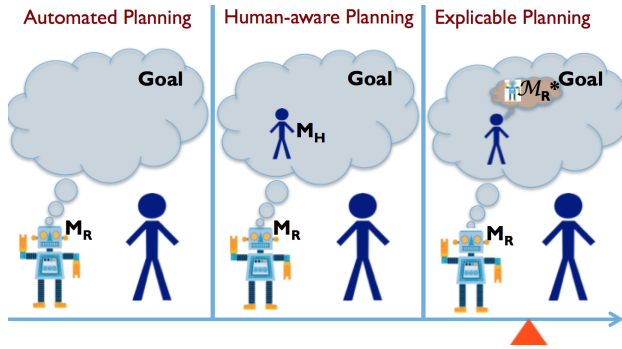 Automated Planning
Human-aware Planning
Explicable Planning
Goal
M_R
Goal
M_H
M_R
ℳ_R*
Goal
M_R